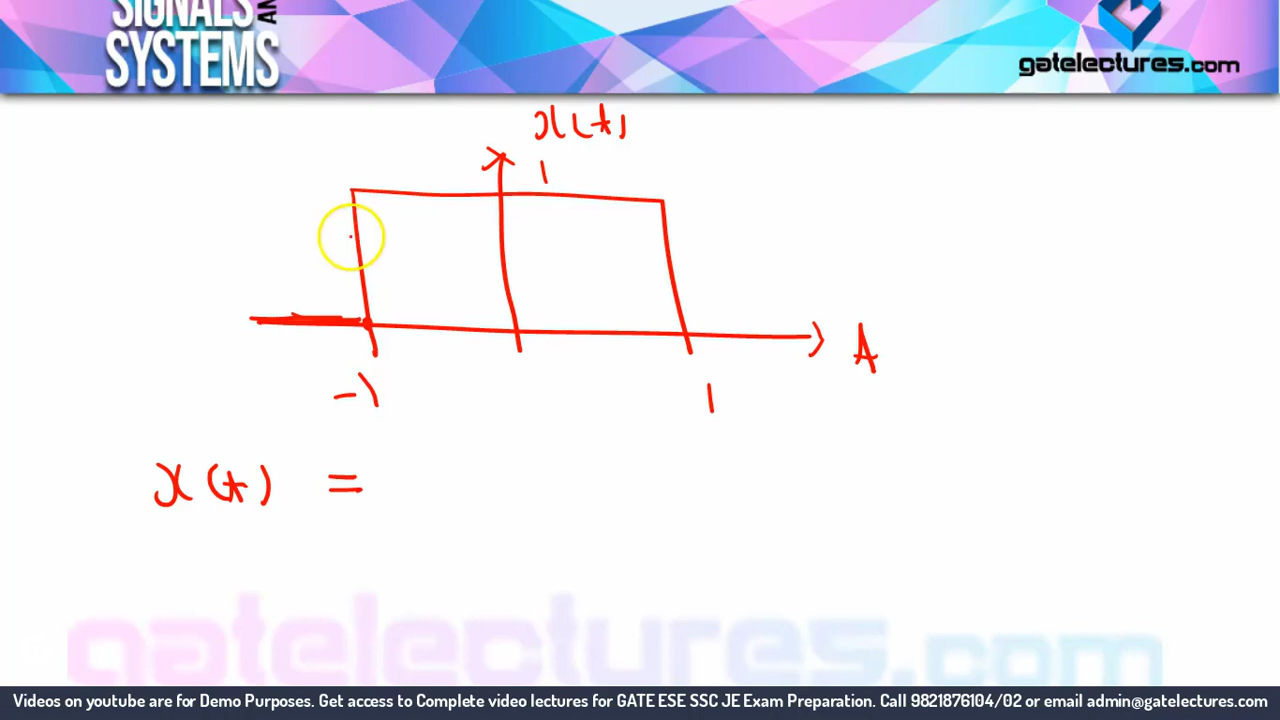 SIGNALS AND
SYSTEMS
gatelectures.com
x(t)
1
t
-1
1
x(t) =
gatelectures.com
Videos on youtube are for Demo Purposes. Get access to Complete video lectures for GATE ESE SSC JE Exam Preparation. Call 9821876104/02 or email admin@gatelectures.com